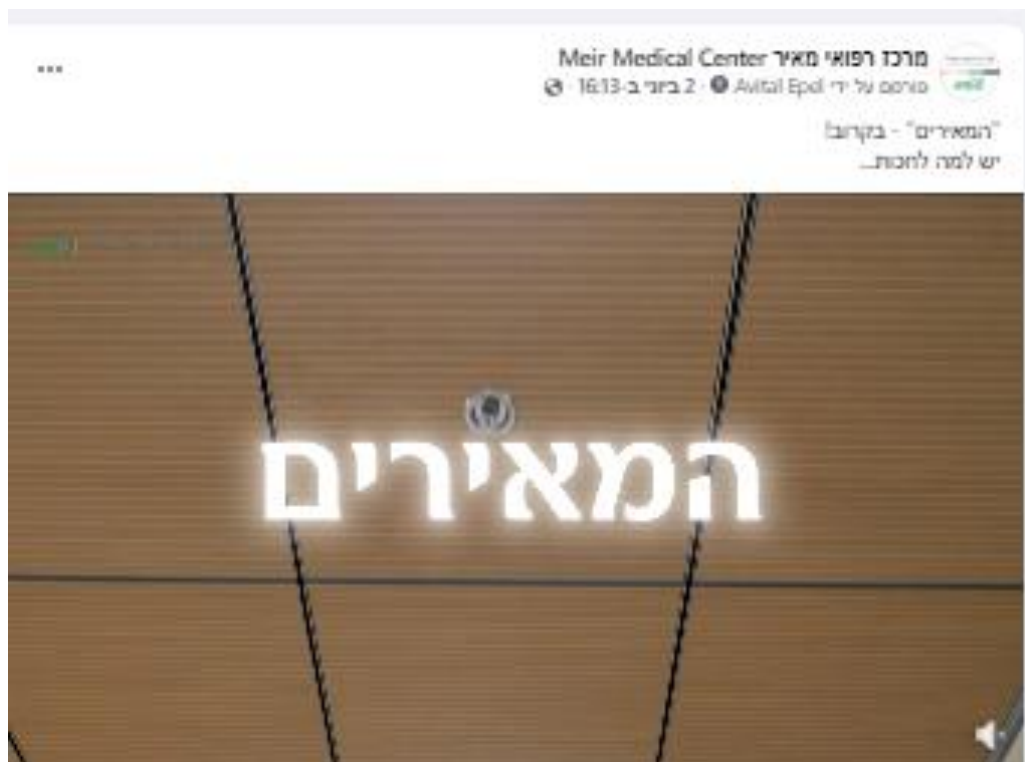 מרכז רפואי מאיר Meir Medical Center
פורסם על ידי Avital Epel · 2 ביוני ב-16:13
"המאירים" - בקרוב!
יש למה לחכות...
המאירים